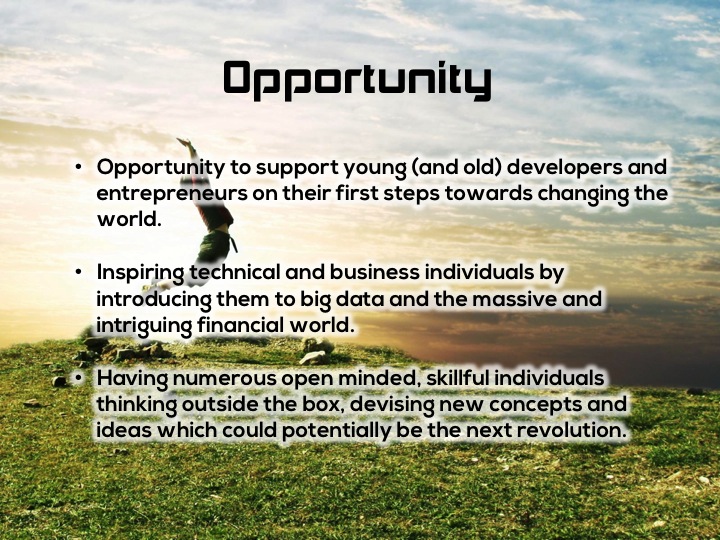 Opportunity
• Opportunity to support young (and old) developers and
entrepreneurs on their first steps towards changing the
world.
• Inspiring technical and business individuals by
introducing them to big data and the massive and
intriguing financial world.
• Having numerous open minded, skillful individuals
thinking outside the box, devising new concepts and
ideas which could potentially be the next revolution.